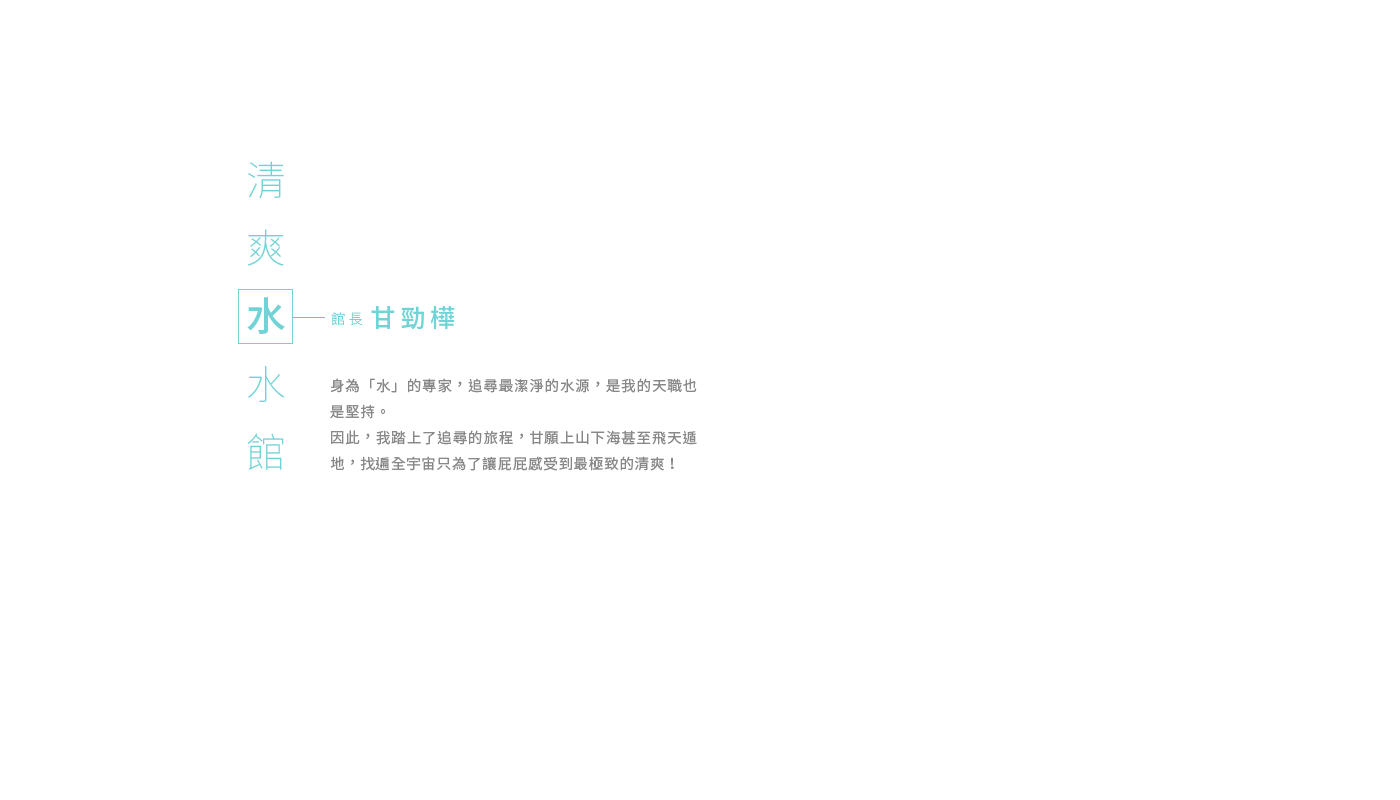 清爽水水館
館長 甘勁樺
身為「水」的專家，追尋最潔淨的水源，是我的天職也
是堅持。
因此，我踏上了追尋的旅程，甘願上山下海甚至飛天遁
地，找遍全宇宙只為了讓屁屁感受到最極致的清爽！